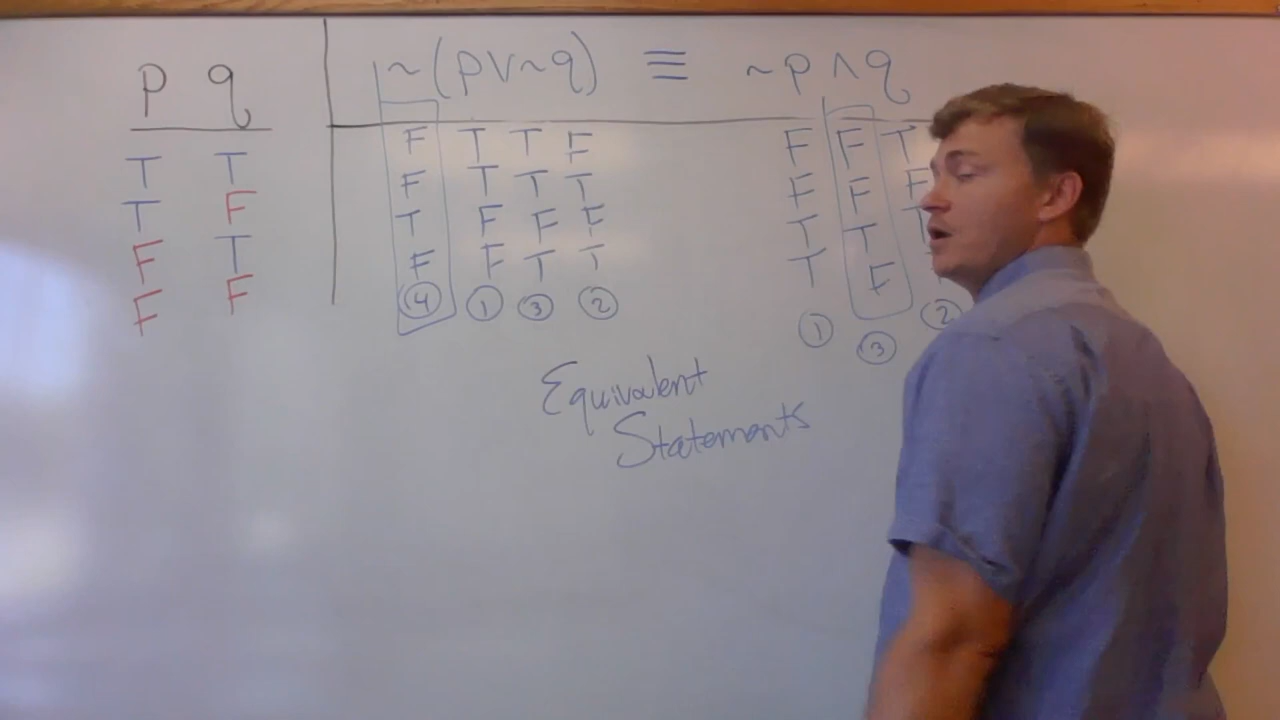 p q ~(p∨~q) ≡ ~p ∧ q
T T F T T F F F T
T F F T T T F F F
F T T F F F T T T
F F F F T T T F
④ ① ③ ② ① ③ ②
Equivalent
Statements